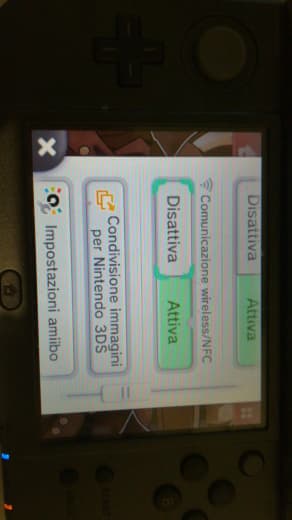 Disattiva Attiva
Comunicazione wireless/NFC
Disattiva Attiva
Condivisione immagini
per Nintendo 3DS
Impostazioni amiibo